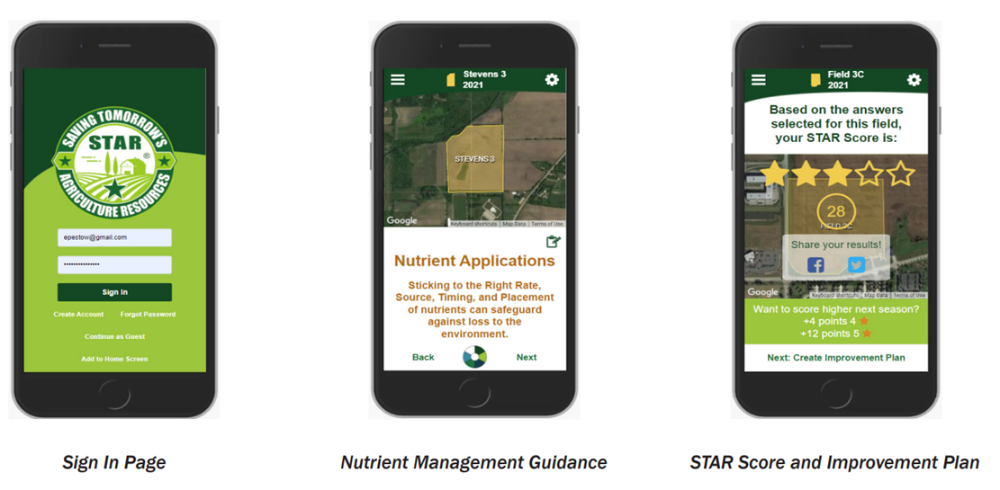 SAVING TOMORROW'S
STAR
®
AGRICULTURE RESOURCES
epestow@gmail.com
Sign In
Create Account Forgot Password
Continue as Guest
Add to Home Screen
Sign In Page
Stevens 3
2021
STEVENS 3
Google
Keyboard shortcuts Map Data Terms of Use
Nutrient Applications
Sticking to the Right Rate,
Source, Timing, and Placement
of nutrients can safeguard
against loss to the
environment.
Back Next
Nutrient Management Guidance
Field 3C
2021
Based on the answers
selected for this field,
your STAR Score is:
28
FIELD 3C
Share your results!
Google
Keyboard shortcuts Map Data Terms of Use
Want to score higher next season?
+4 points 4
+12 points 5
Next: Create Improvement Plan
STAR Score and Improvement Plan